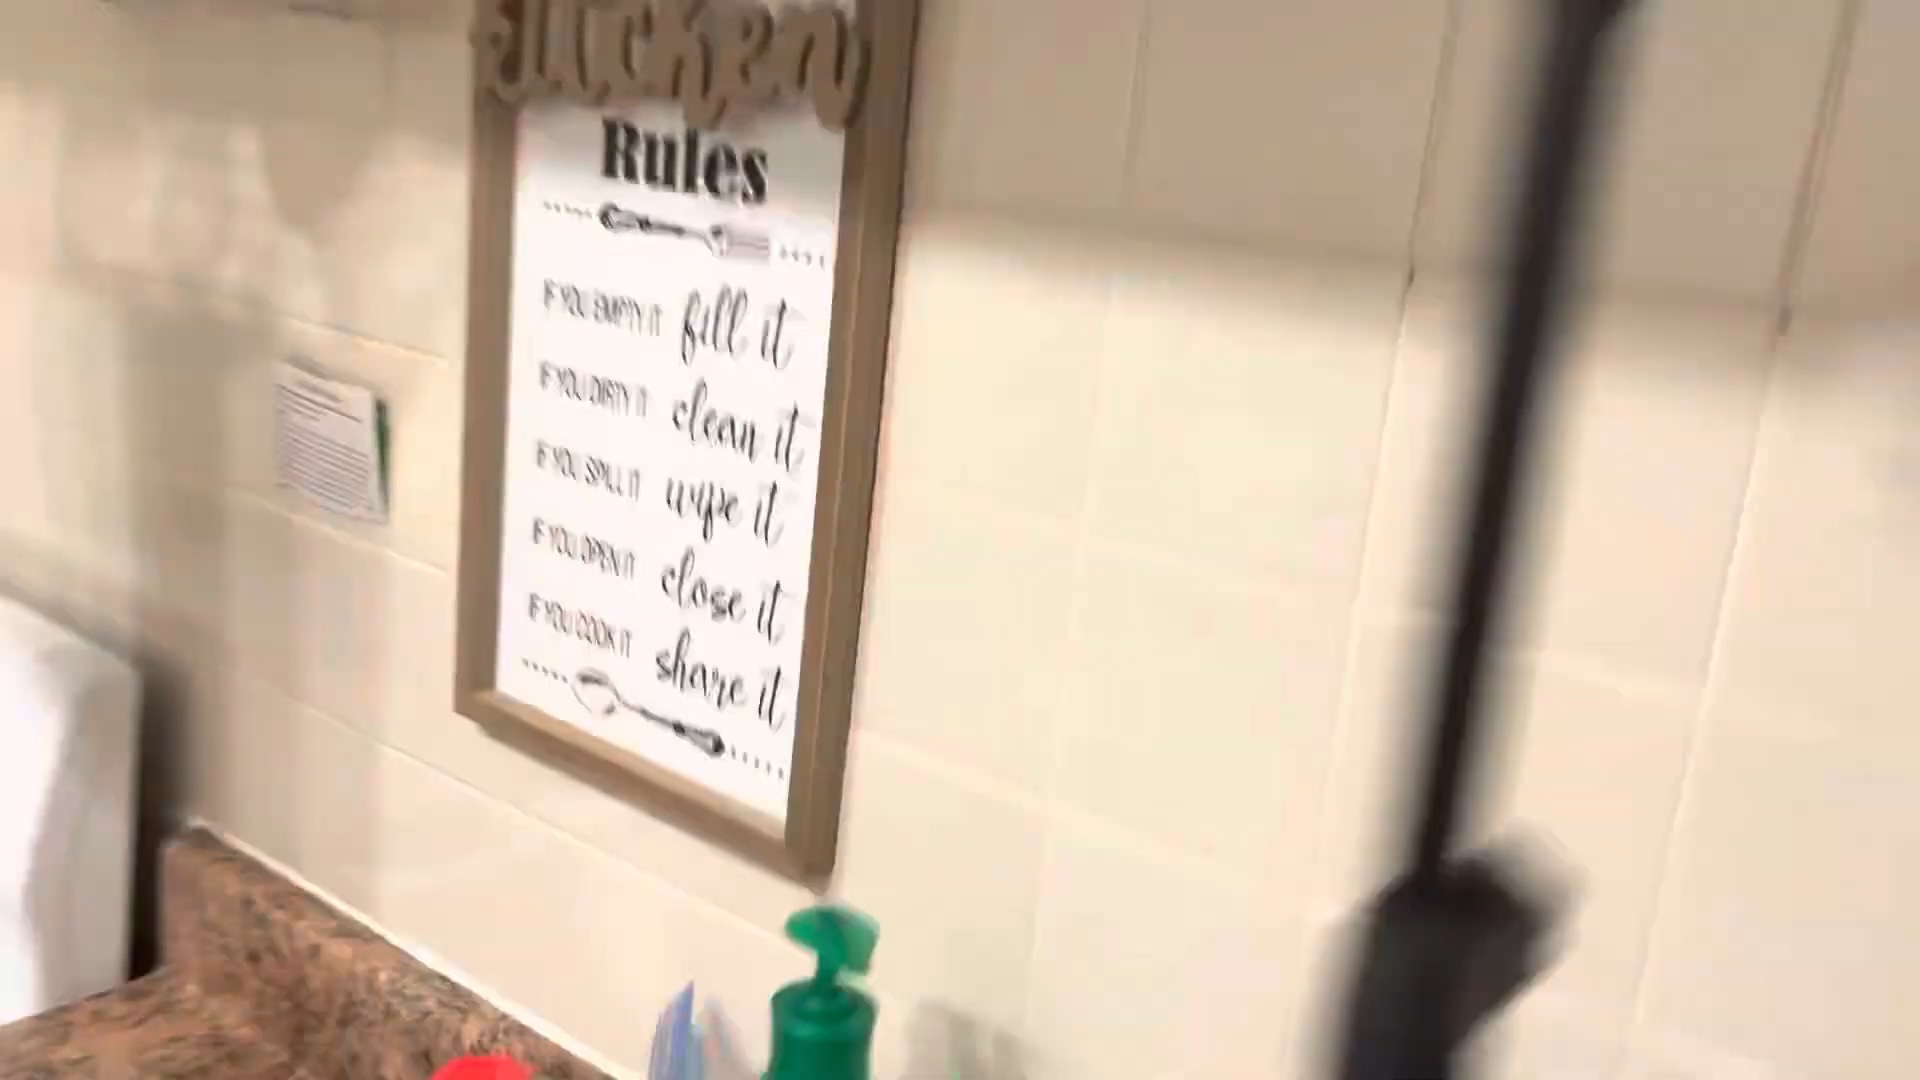 Kitchen
Rules
IF YOU EMPTY IT fill it
IF YOU DIRTY IT clean it
IF YOU SPILL IT wipe it
IF YOU OPEN IT close it
IF YOU COOK IT share it